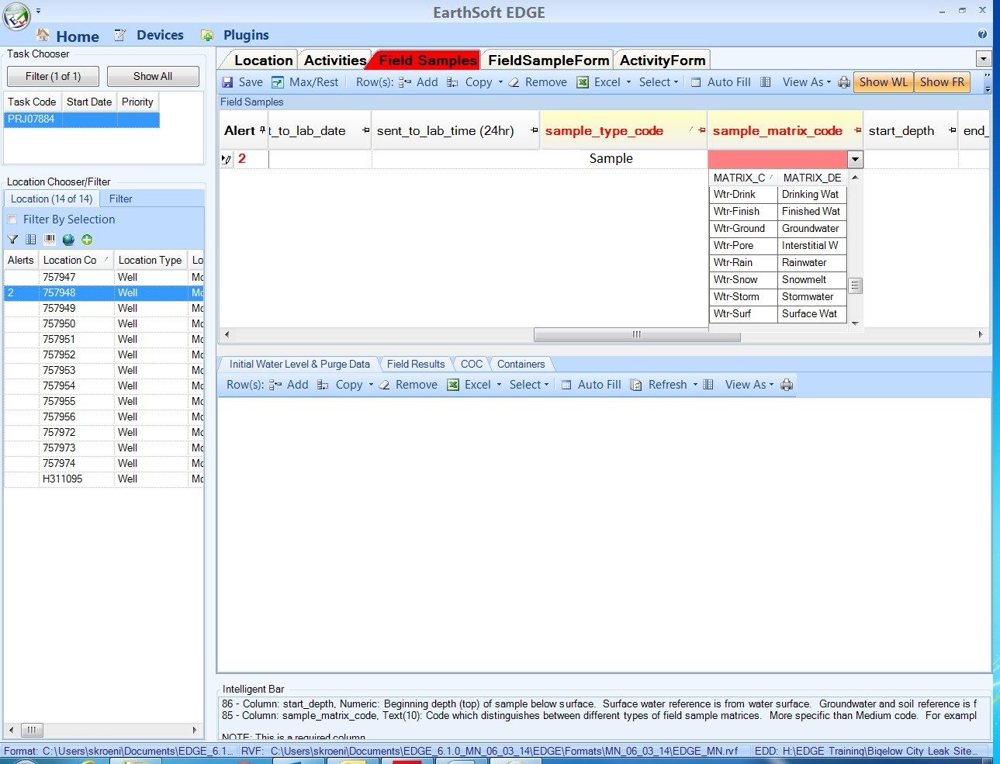 EarthSoft EDGE
Home Devices Plugins
Task Chooser
Filter (1 of 1) Show All
Task Code Start Date Priority
PRJ07884
Location Chooser/Filter
Location (14 of 14) Filter
Filter By Selection
Alerts Location Co Location Type Lo
757947 Well Mc
2 757948 Well Mc
757949 Well Mc
757950 Well Mc
757951 Well Mc
757952 Well Mc
757953 Well Mc
757954 Well Mc
757955 Well Mc
757956 Well Mc
757972 Well Mc
757973 Well Mc
757974 Well Mc
H311095 Well Mc
Location Activities Field Samples FieldSampleForm ActivityForm
Save Max/Rest Row(s): Add Copy Remove Excel Select Auto Fill View As Show WL Show FR
Field Samples
Alert t_to_lab_date sent_to_lab_time (24hr) sample_type_code sample_matrix_code start_depth end_
2 Sample
MATRIX_C MATRIX_DE
Wtr-Drink Drinking Wat
Wtr-Finish Finished Wat
Wtr-Ground Groundwater
Wtr-Pore Interstitial W
Wtr-Rain Rainwater
Wtr-Snow Snowmelt
Wtr-Storm Stormwater
Wtr-Surf Surface Wat
Initial Water Level & Purge Data Field Results COC Containers
Row(s): Add Copy Remove Excel Select Auto Fill Refresh View As
Intelligent Bar
86 - Column: start_depth, Numeric: Beginning depth (top) of sample below surface.  Surface water reference is from water surface.  Groundwater and soil reference is f
85 - Column: sample_matrix_code, Text(10): Code which distinguishes between different types of field sample matrices.  More specific than Medium code.  For exampl
NOTE: This is a required column
Format: C:\Users\skroeni\Documents\EDGE_6.1... RVF: C:\Users\skroeni\Documents\EDGE_6.1.0_MN_06_03_14\EDGE\Formats\MN_06_03_14\EDGE_MN.rvf EDD: H:\EDGE Training\Bigelow City Leak Site...